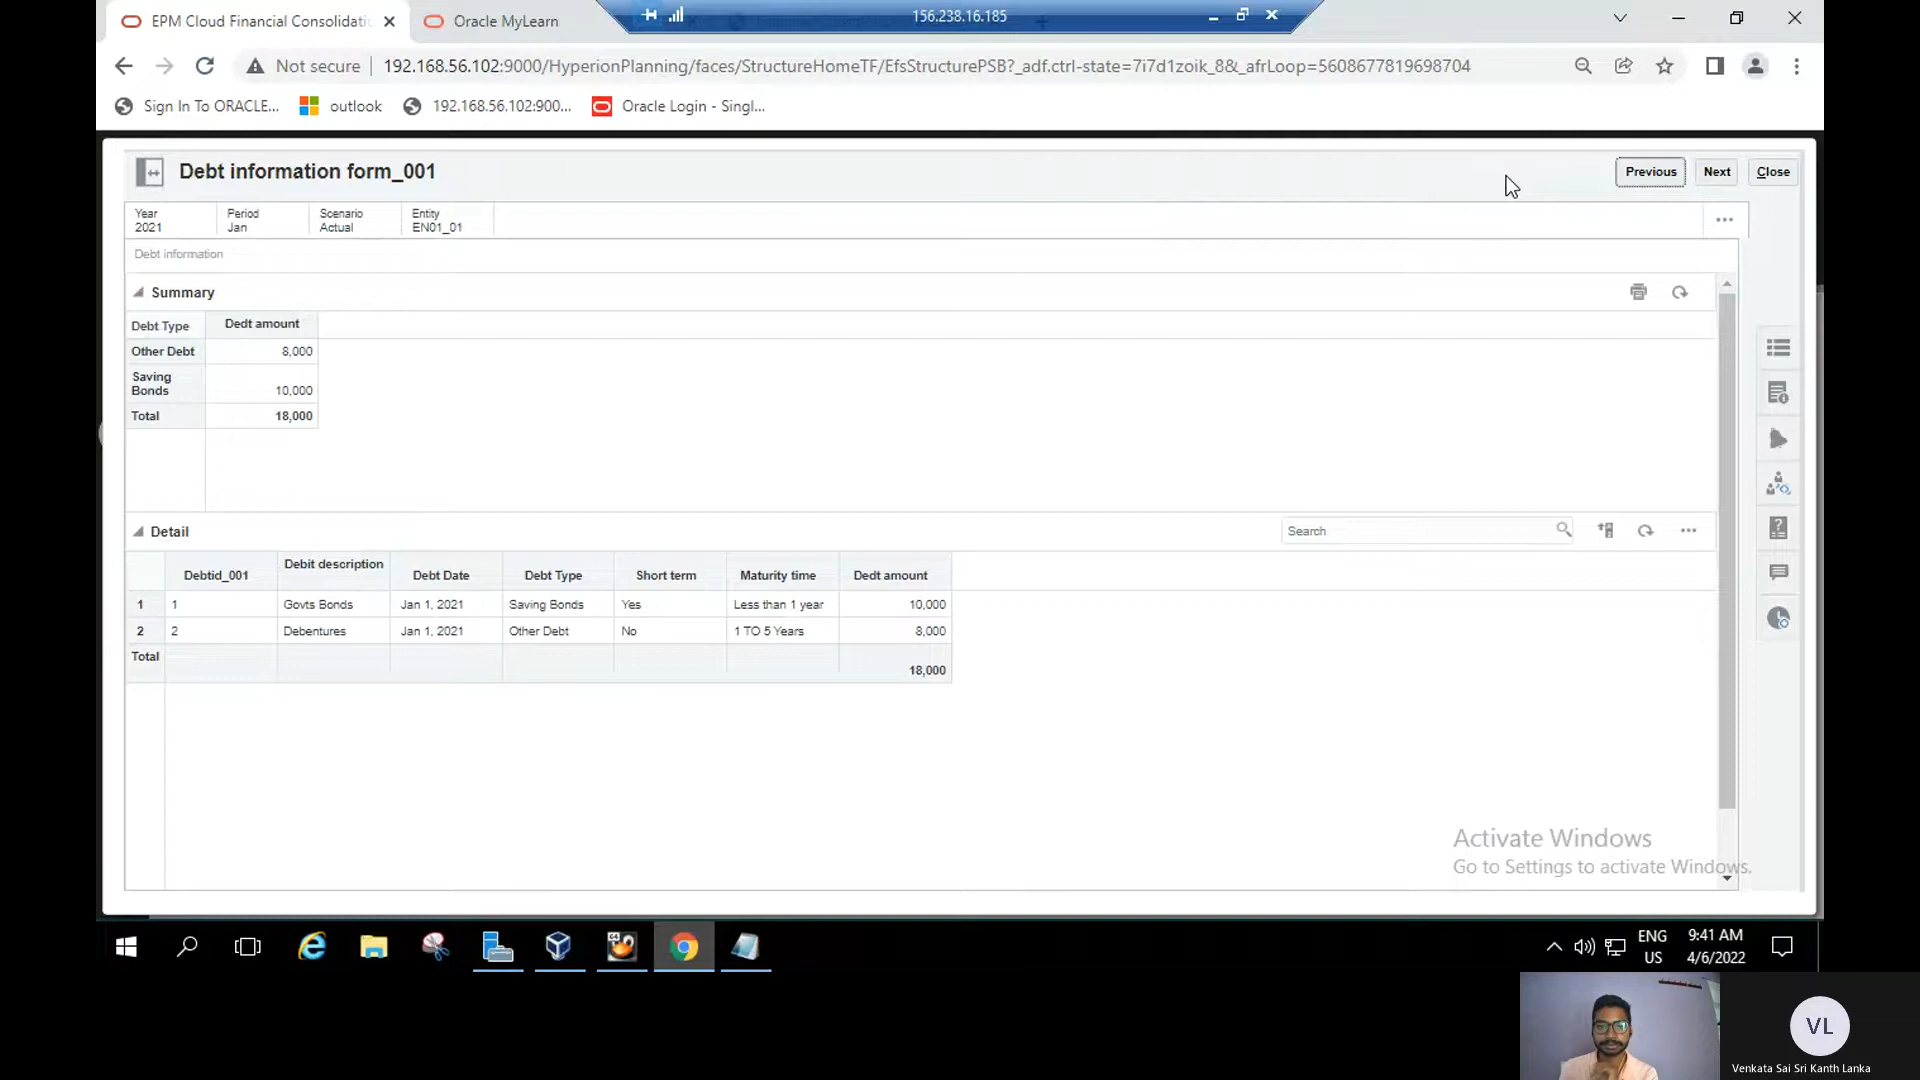 EPM Cloud Financial Consolidatic
Oracle MyLearn
156.238.16.185
Not secure
192.168.56.102:9000/HyperionPlanning/faces/StructureHomeTF/EfsStructurePSB?_adf.ctrl-state=7i7d1zoik_8&_afrLoop=5608677819698704
Sign In To ORACLE...
outlook
192.168.56.102:900...
Oracle Login - Singl...
Debt information form_001
Previous
Next
Close
Year
2021
Period
Jan
Scenario
Actual
Entity
EN01_01
Debt information
Summary
Debt Type Dedt amount
Other Debt 8,000
Saving
Bonds 10,000
Total 18,000
Detail
Search
Debtid_001 Debit description Debt Date Debt Type Short term Maturity time Dedt amount
1 1 Govts Bonds Jan 1, 2021 Saving Bonds Yes Less than 1 year 10,000
2 2 Debentures Jan 1, 2021 Other Debt No 1 TO 5 Years 8,000
Total 18,000
Activate Windows
Go to Settings to activate Windows.
ENG
US
9:41 AM
4/6/2022
VL
Venkata Sai Sri Kanth Lanka